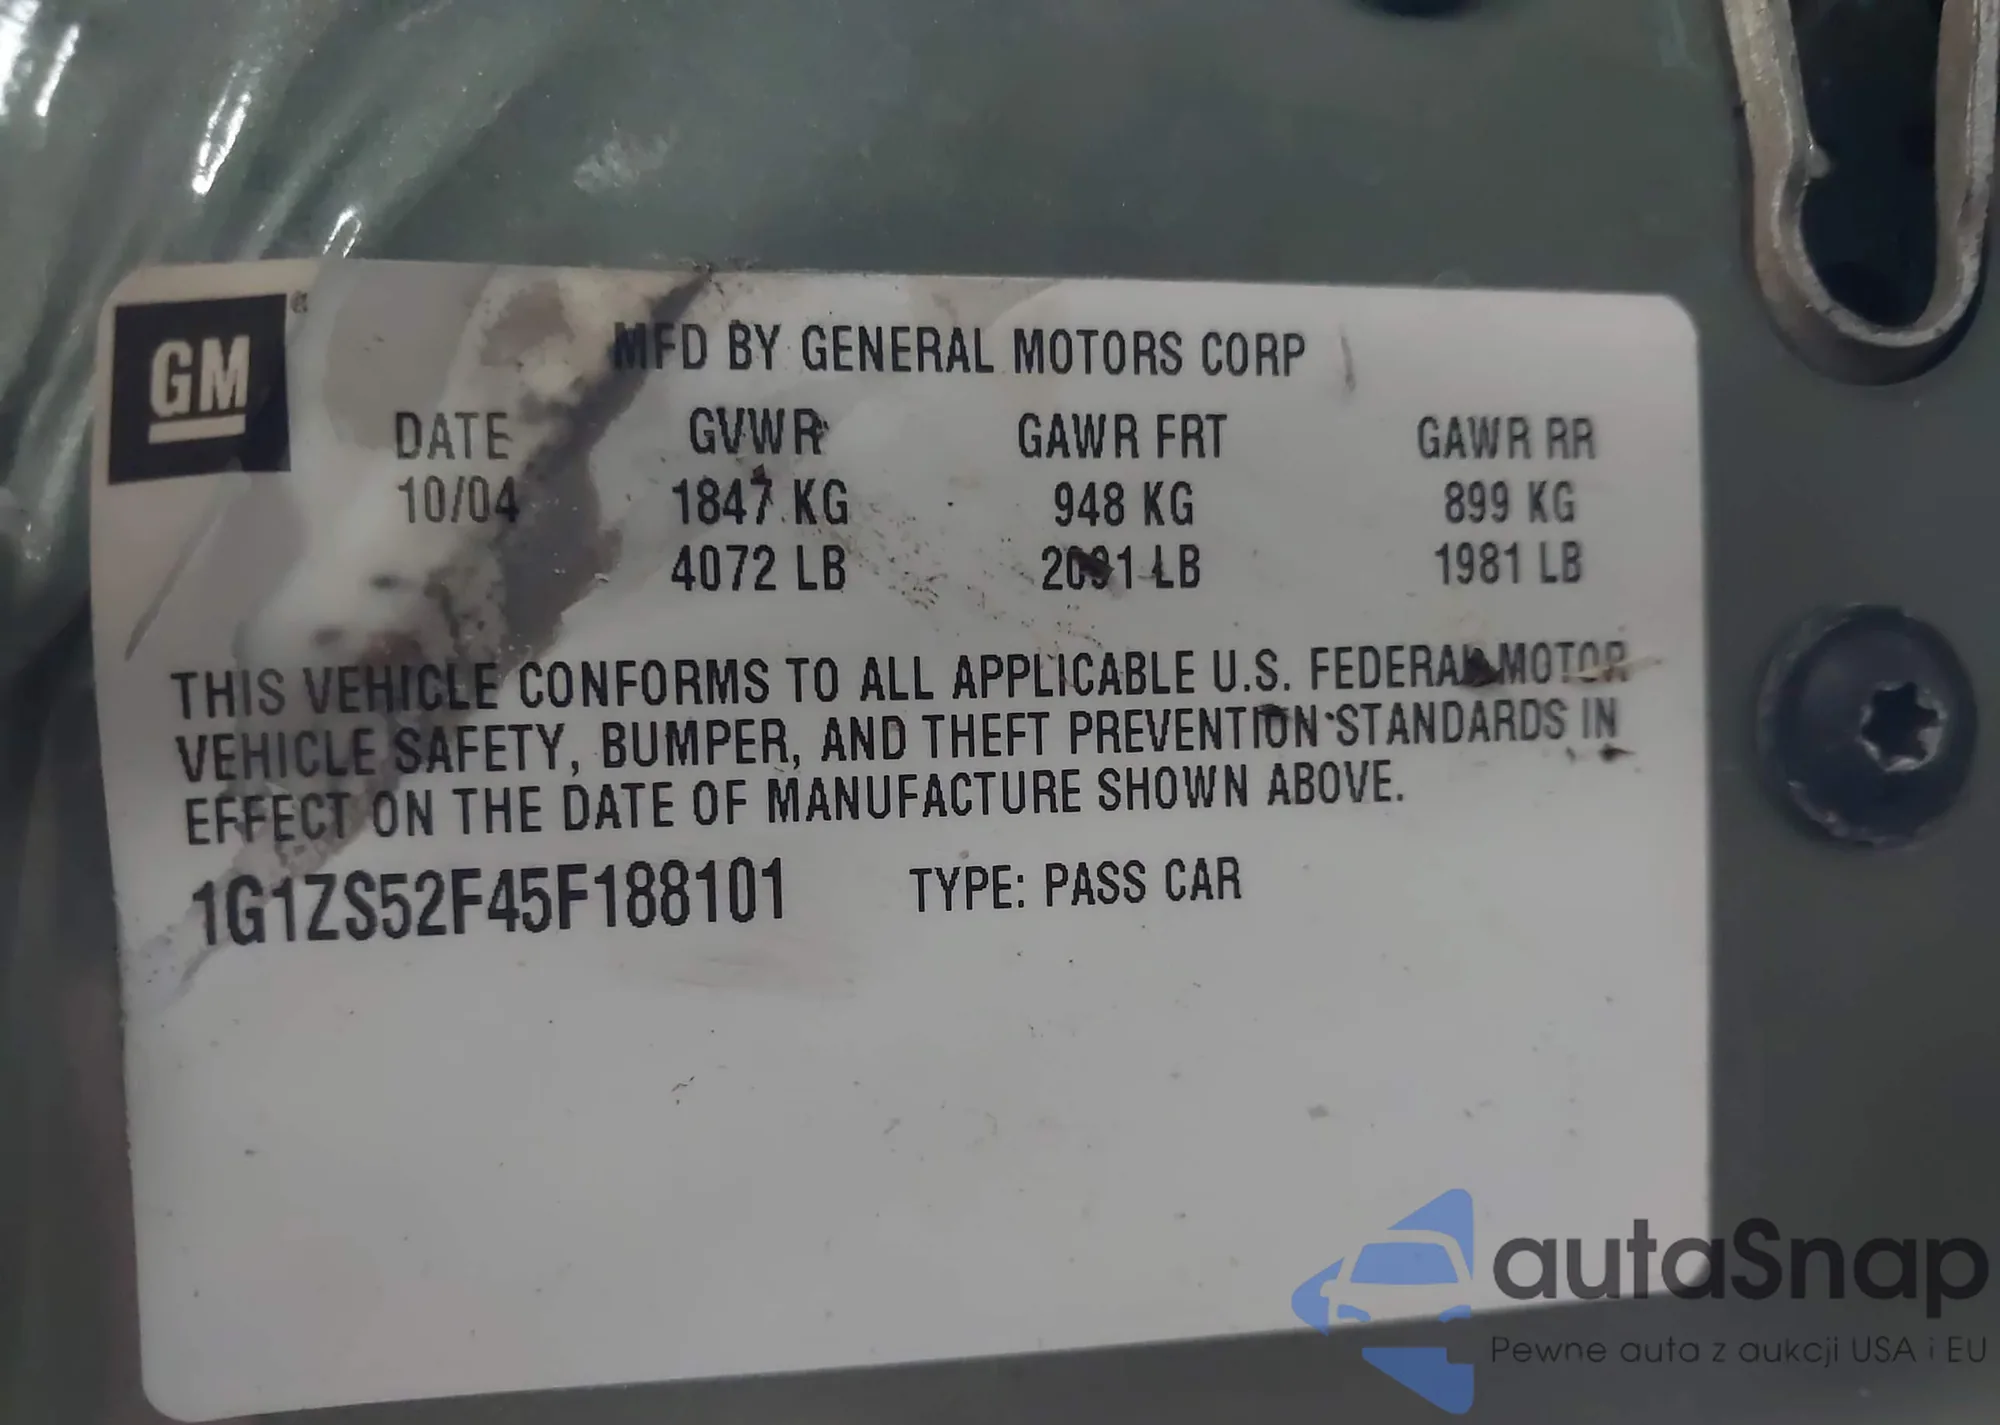 GM
MFD BY GENERAL MOTORS CORP
DATE GVWR GAWR FRT GAWR RR
10/04 1847 KG 948 KG 899 KG
4072 LB 2091 LB 1981 LB
THIS VEHICLE CONFORMS TO ALL APPLICABLE U.S. FEDERAL MOTOR
VEHICLE SAFETY, BUMPER, AND THEFT PREVENTION STANDARDS IN
EFFECT ON THE DATE OF MANUFACTURE SHOWN ABOVE.
1G1ZS52F45F188101 TYPE: PASS CAR
autaSnap
Pewne auta z aukcji USA i EU